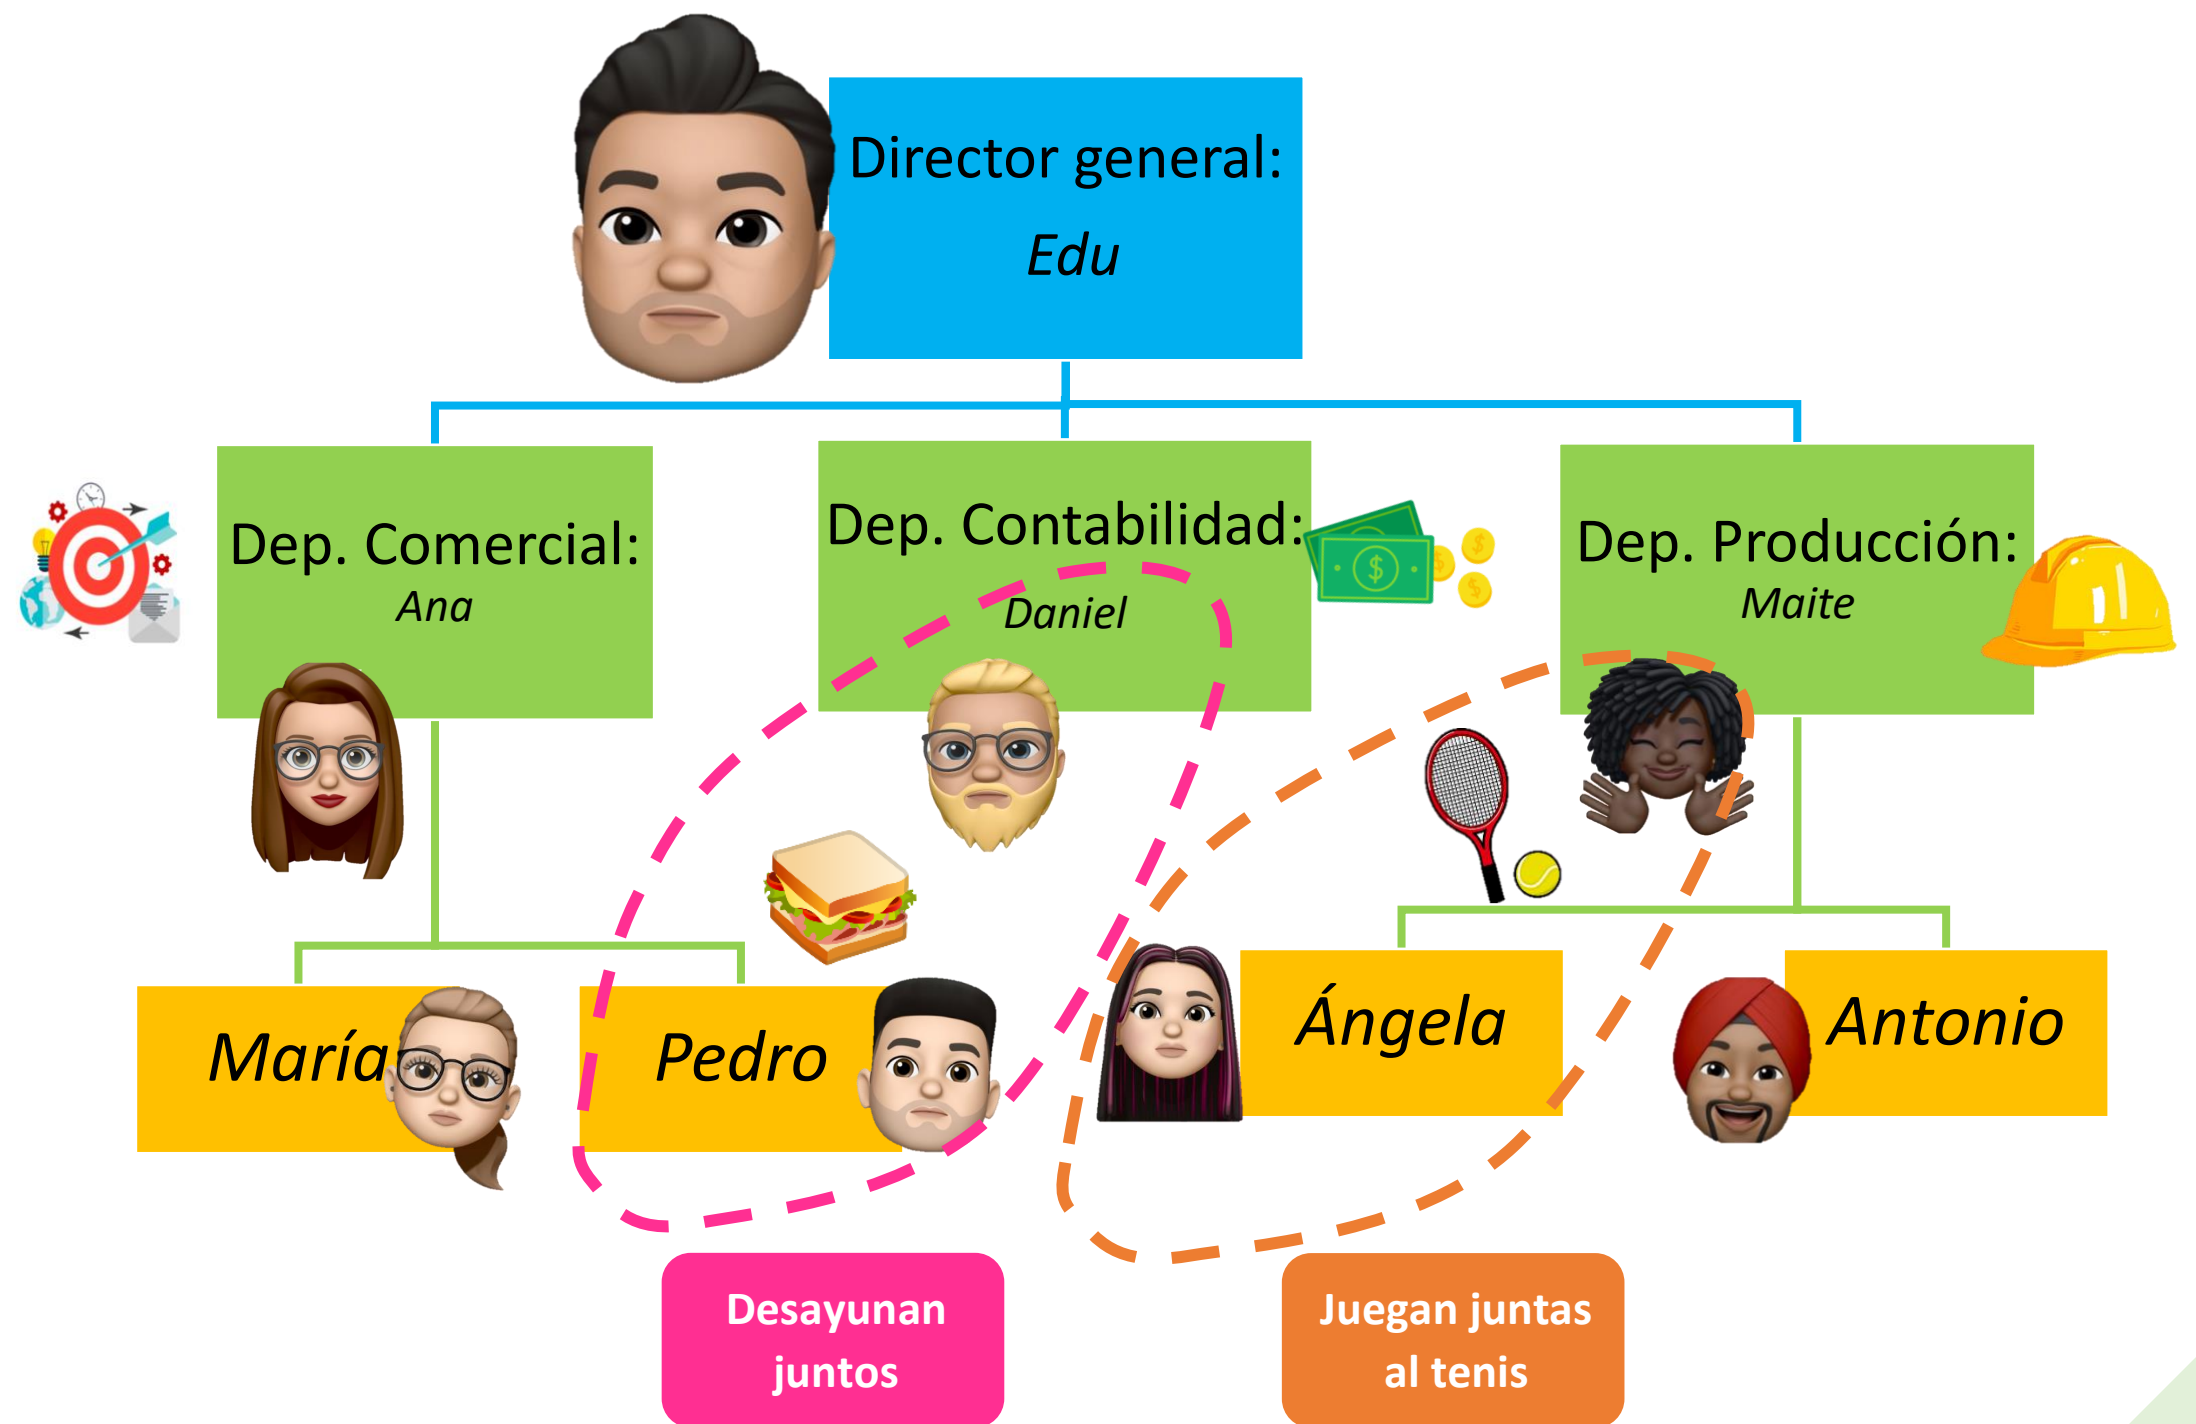 Director general:
Edu
Dep. Comercial:
Ana
Dep. Contabilidad:
Daniel
Dep. Producción:
Maite
María
Pedro
Ángela
Antonio
Desayunan
juntos
Juegan juntas
al tenis